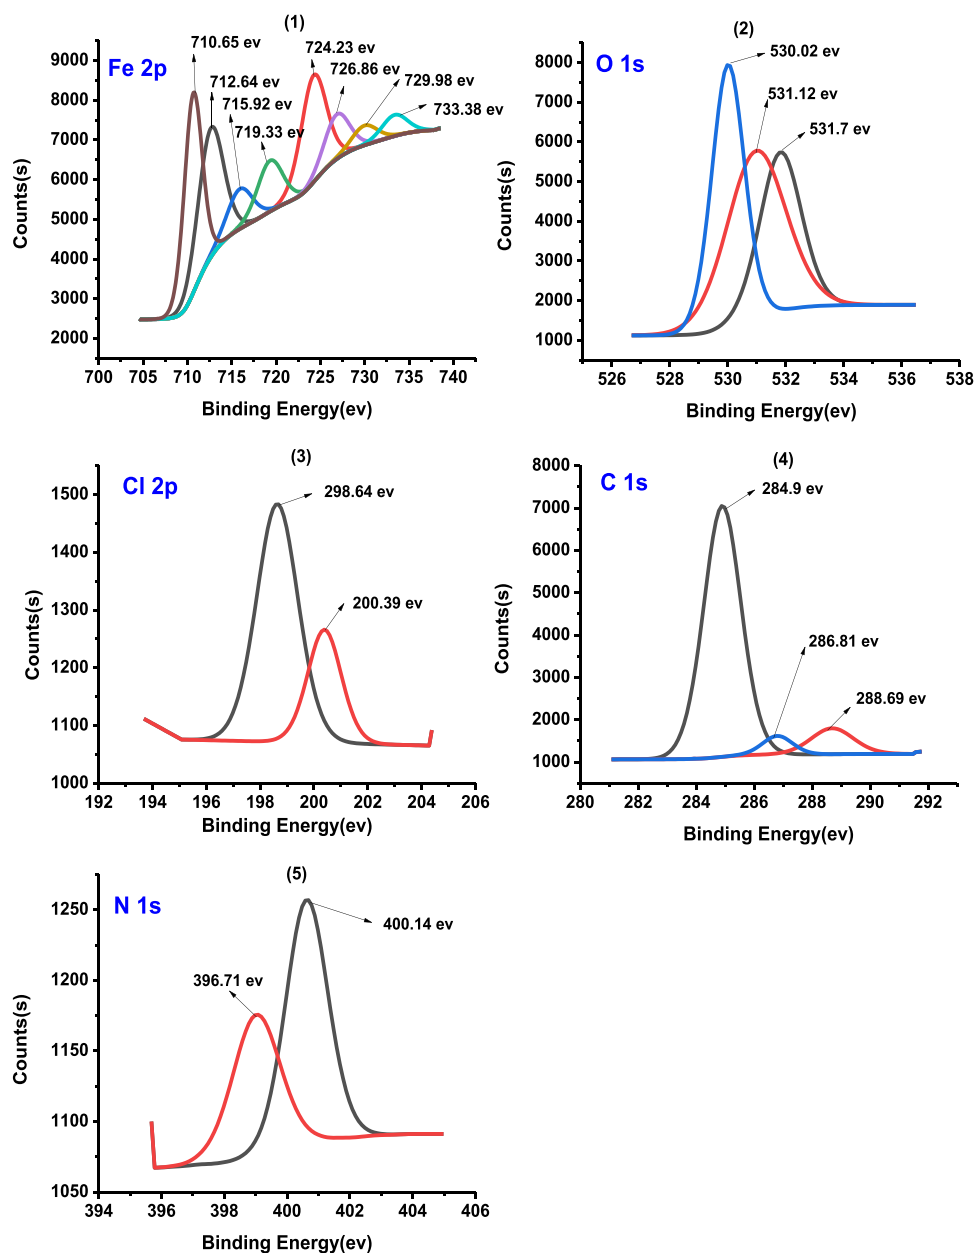 (1)
Fe 2p
710.65 ev
712.64 ev
715.92 ev
719.33 ev
724.23 ev
726.86 ev
729.98 ev
733.38 ev
9000
8000
7000
6000
5000
4000
3000
2000
Counts(s)
700 705 710 715 720 725 730 735 740
Binding Energy(ev)
(2)
O 1s
530.02 ev
531.12 ev
531.7 ev
8000
7000
6000
5000
4000
3000
2000
1000
Counts(s)
526 528 530 532 534 536 538
Binding Energy(ev)
(3)
Cl 2p
298.64 ev
200.39 ev
1500
1400
1300
1200
1100
1000
Counts(s)
192 194 196 198 200 202 204 206
Binding Energy(ev)
(4)
C 1s
284.9 ev
286.81 ev
288.69 ev
8000
7000
6000
5000
4000
3000
2000
1000
Counts(s)
280 282 284 286 288 290 292
Binding Energy(ev)
(5)
N 1s
400.14 ev
396.71 ev
1250
1200
1150
1100
1050
Counts(s)
394 396 398 400 402 404 406
Binding Energy(ev)